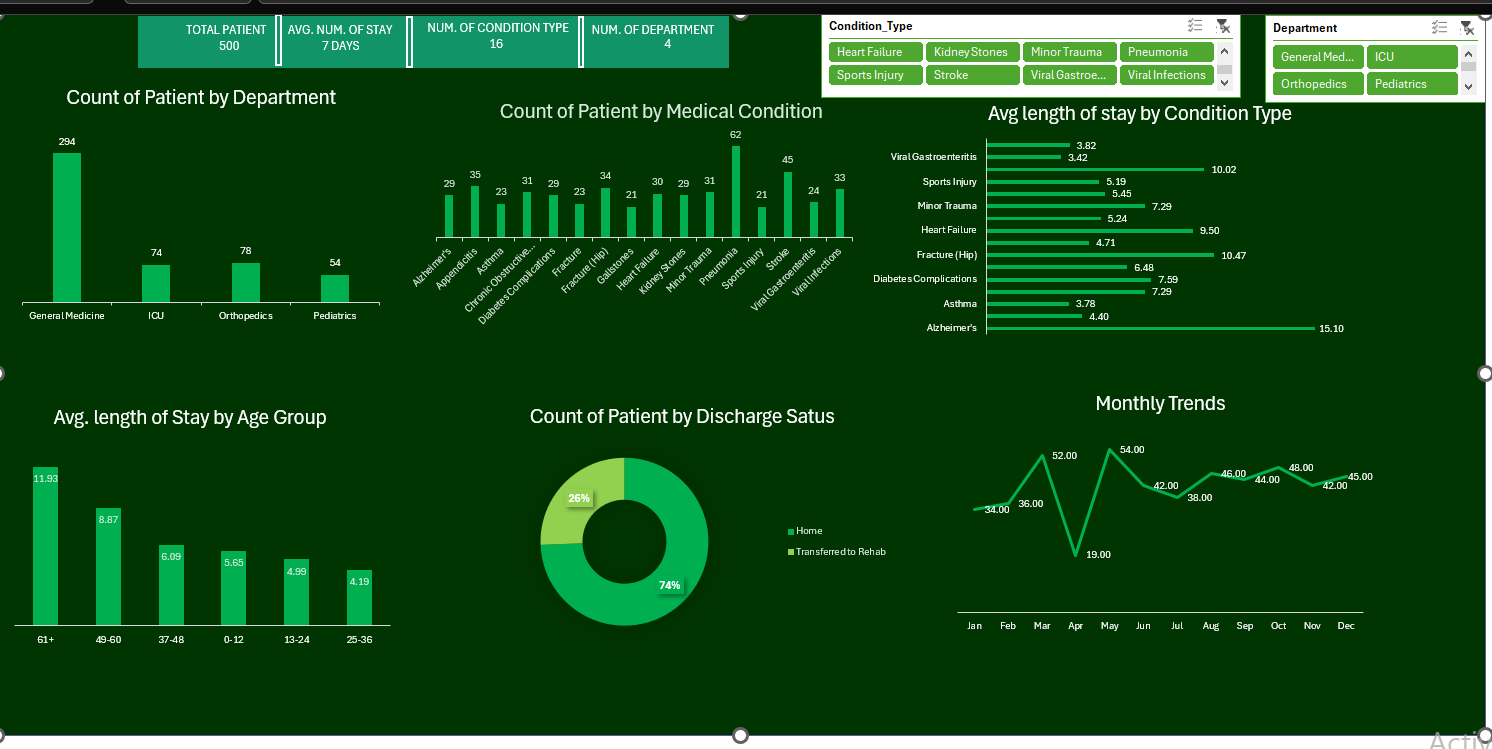 TOTAL PATIENT
500
AVG. NUM. OF STAY
7 DAYS
NUM. OF CONDITION TYPE
16
NUM. OF DEPARTMENT
4
Condition_Type
Heart Failure
Kidney Stones
Minor Trauma
Pneumonia
Sports Injury
Stroke
Viral Gastroe...
Viral Infections
Department
General Med...
ICU
Orthopedics
Pediatrics
Count of Patient by Department
294
74
78
54
General Medicine
ICU
Orthopedics
Pediatrics
Count of Patient by Medical Condition
29
35
23
31
29
23
34
21
30
29
31
62
21
45
24
33
Alzheimer's
Appendicitis
Asthma
Chronic Obstructive...
Diabetes Complications
Fracture
Fracture (Hip)
Gallstones
Heart Failure
Kidney Stones
Minor Trauma
Pneumonia
Sports Injury
Stroke
Viral Gastroenteritis
Viral Infections
Avg length of stay by Condition Type
3.82
Viral Gastroenteritis 3.42
10.02
Sports Injury 5.19
5.45
Minor Trauma 7.29
5.24
Heart Failure 9.50
4.71
Fracture (Hip) 10.47
6.48
Diabetes Complications 7.59
7.29
Asthma 3.78
4.40
Alzheimer's 15.10
Avg. length of Stay by Age Group
11.93
8.87
6.09
5.65
4.99
4.19
61+
49-60
37-48
0-12
13-24
25-36
Count of Patient by Discharge Satus
26%
74%
Home
Transferred to Rehab
Monthly Trends
34.00
36.00
52.00
19.00
54.00
42.00
38.00
46.00
44.00
48.00
42.00
45.00
Jan
Feb
Mar
Apr
May
Jun
Jul
Aug
Sep
Oct
Nov
Dec